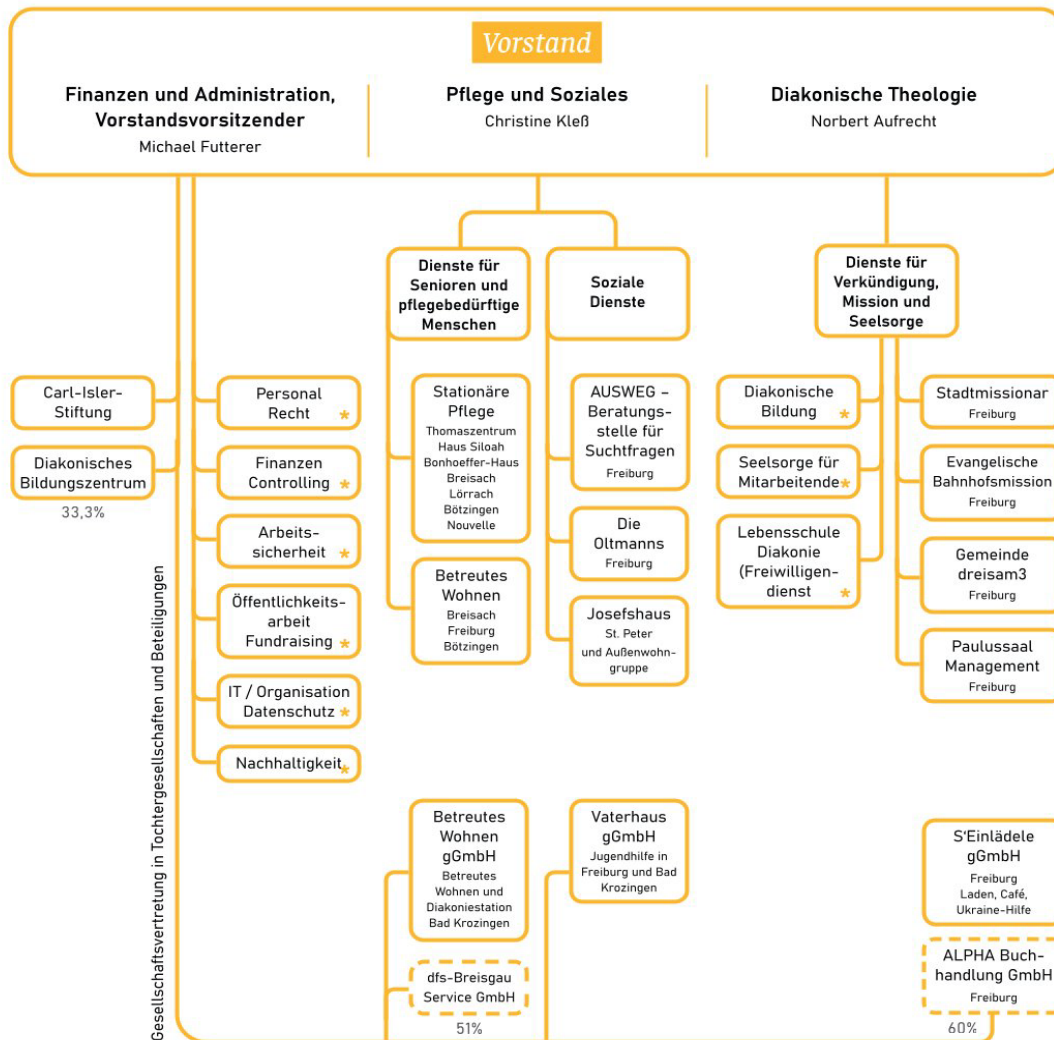 Vorstand
Finanzen und Administration,
Vorstandsvorsitzender
Michael Futterer
Pflege und Soziales
Christine Kleß
Diakonische Theologie
Norbert Aufrecht
Dienste für
Senioren und
pflegebedürftige
Menschen
Soziale
Dienste
Dienste für
Verkündigung,
Mission und
Seelsorge
Carl-Isler-
Stiftung
Diakonisches
Bildungszentrum
33,3%
Personal
Recht *
Finanzen
Controlling *
Arbeits-
sicherheit *
Öffentlichkeits-
arbeit
Fundraising *
IT / Organisation
Datenschutz *
Nachhaltigkeit *
Stationäre
Pflege
Thomaszentrum
Haus Siloah
Bonhoeffer-Haus
Breisach
Lörrach
Bötzingen
Nouvelle
Betreutes
Wohnen
Breisach
Freiburg
Bötzingen
AUSWEG –
Beratungs-
stelle für
Suchtfragen
Freiburg
Die
Oltmanns
Freiburg
Josefshaus
St. Peter
und Außenwohn-
gruppe
Diakonische
Bildung *
Seelsorge für
Mitarbeitende *
Lebensschule
Diakonie
(Freiwilligen-
dienst *
Stadtmissionar
Freiburg
Evangelische
Bahnhofsmission
Freiburg
Gemeinde
dreisam3
Freiburg
Paulussaal
Management
Freiburg
Gesellschaftsvertretung in Tochtergesellschaften und Beteiligungen
Betreutes
Wohnen
gGmbH
Betreutes
Wohnen und
Diakoniestation
Bad Krozingen
dfs-Breisgau
Service GmbH
51%
Vaterhaus
gGmbH
Jugendhilfe in
Freiburg und Bad
Krozingen
S'Einlädele
gGmbH
Freiburg
Laden, Café,
Ukraine-Hilfe
ALPHA Buch-
handlung GmbH
Freiburg
60%